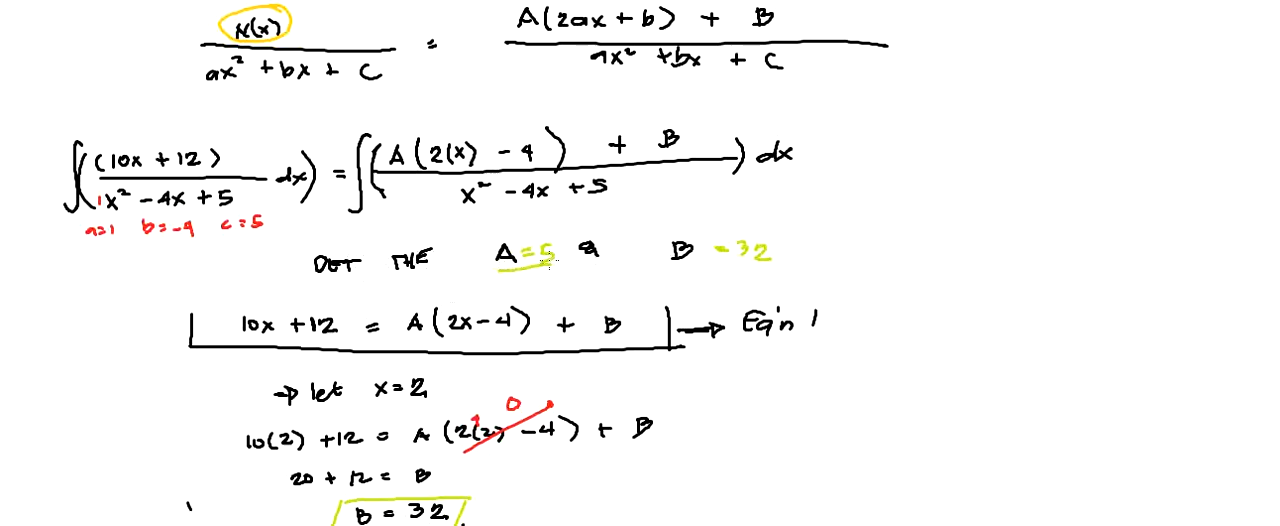 N(x) / ax² + bx + C = A(2ax + b) + B / ax² + bx + C
∫((10x + 12) / 1x² - 4x + 5 dx) = ∫(A(2(x) - 4) + B / x² - 4x + 5) dx
a=1 b=-4 c=5
DET THE A=5 & B =32
10x + 12 = A(2x-4) + B → Eq'n 1
→ let x=2
0
10(2) + 12 = A(2(2) - 4) + B
20 + 12 = B
B = 32